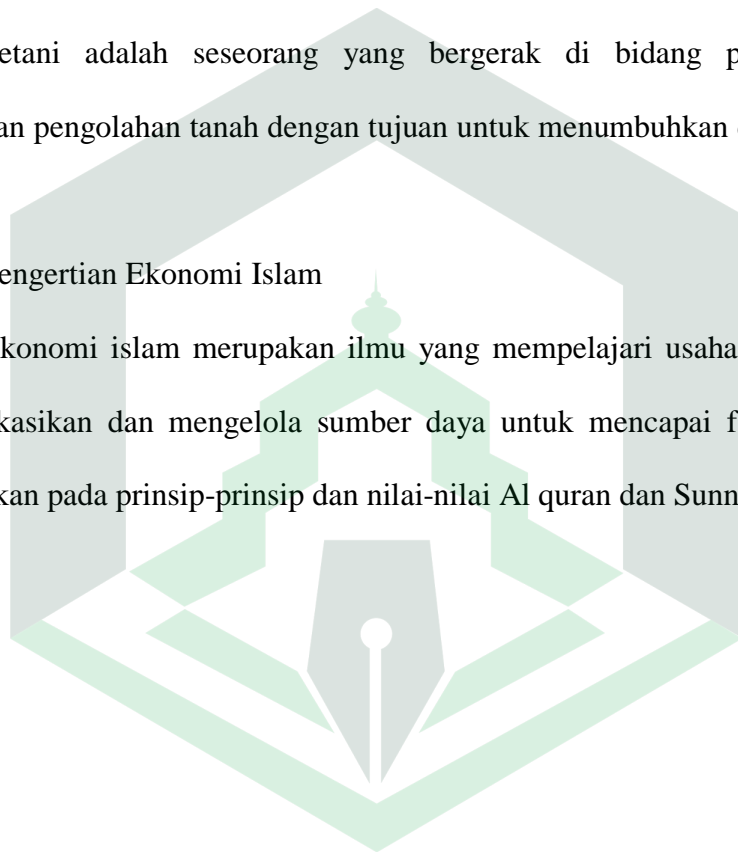 etani adalah seseorang yang bergerak di bidang p
an pengolahan tanah dengan tujuan untuk menumbuhkan
engertian Ekonomi Islam
konomi islam merupakan ilmu yang mempelajari usaha
kasikan dan mengelola sumber daya untuk mencapai f
kan pada prinsip-prinsip dan nilai-nilai Al quran dan Sunn